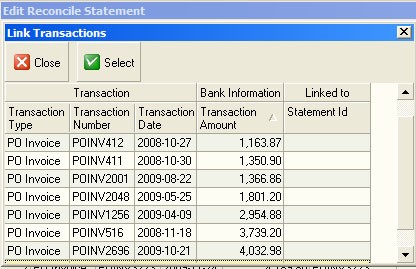 Edit Reconcile Statement
Link Transactions
Close Select
Transaction Bank Information Linked to
Transaction Type Transaction Number Transaction Date Transaction Amount Statement Id
PO Invoice POINV412 2008-10-27 1,163.87
PO Invoice POINV411 2008-10-30 1,350.90
PO Invoice POINV2001 2009-08-22 1,366.86
PO Invoice POINV2048 2009-05-25 1,801.20
PO Invoice POINV1256 2009-04-09 2,954.88
PO Invoice POINV516 2008-11-18 3,739.20
PO Invoice POINV2696 2009-10-21 4,032.98